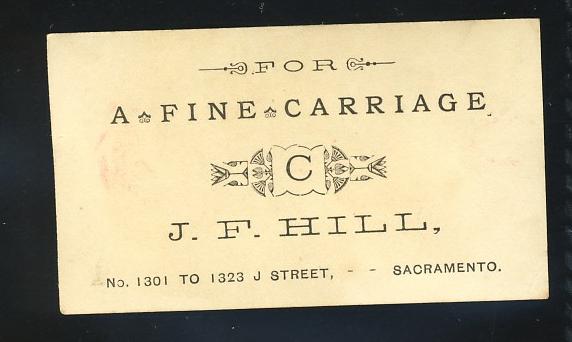 FOR
A FINE CARRIAGE
C
J. F. HILL,
No. 1301 TO 1323 J STREET, - - SACRAMENTO.